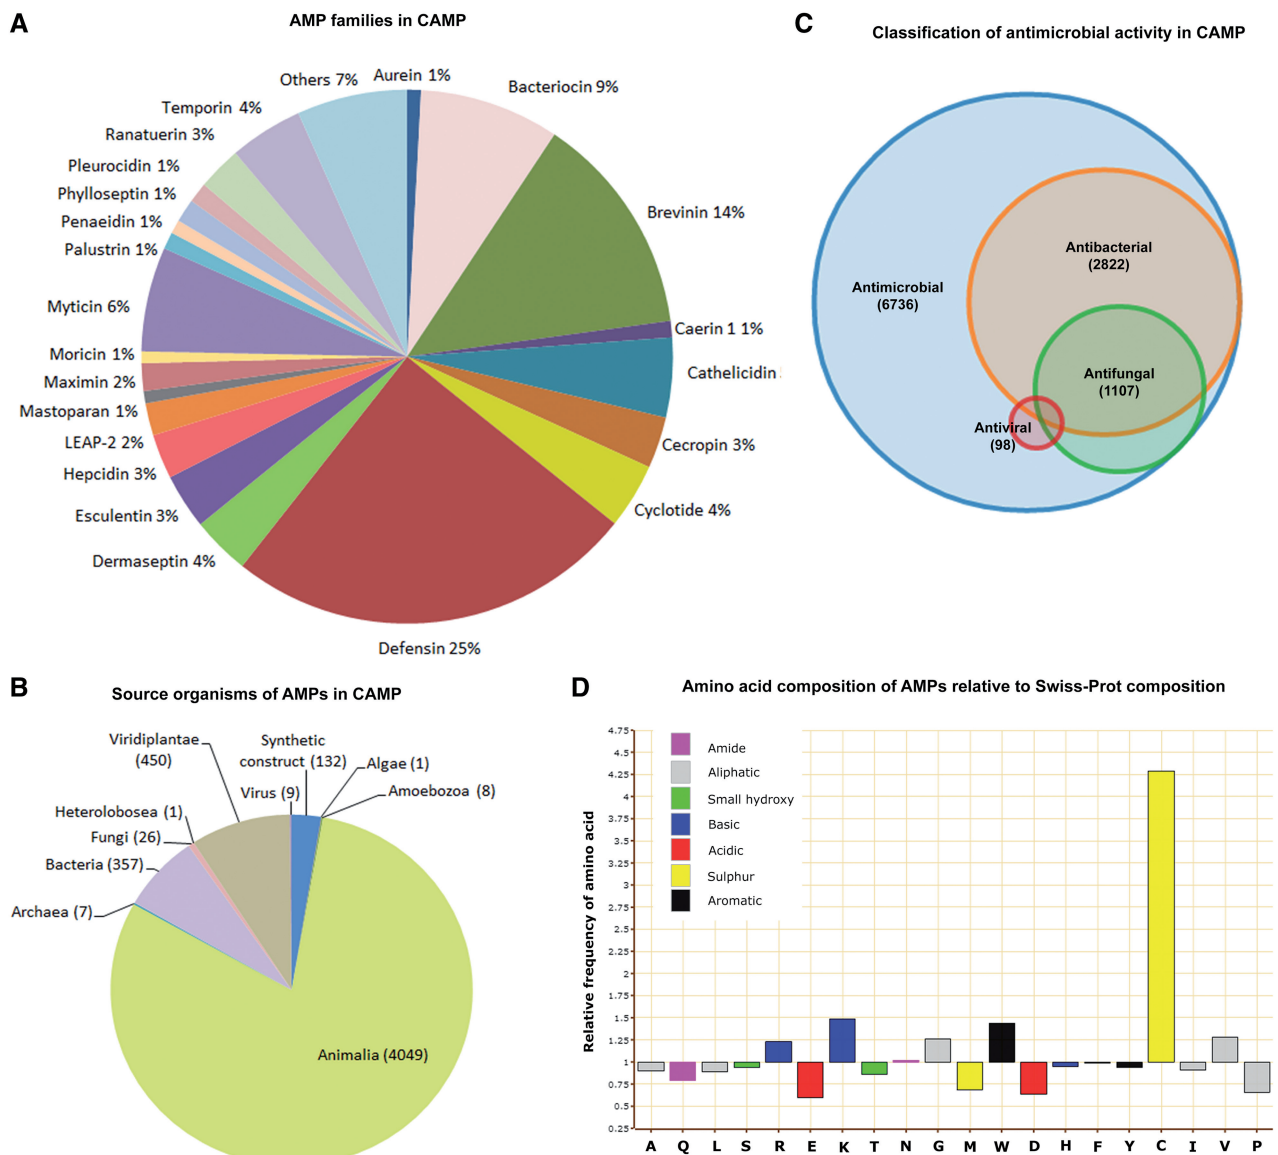 A
AMP families in CAMP
Others 7%
Aurein 1%
Bacteriocin 9%
Temporin 4%
Ranatuerin 3%
Pleurocidin 1%
Phylloseptin 1%
Penaeidin 1%
Palustrin 1%
Brevinin 14%
Myticin 6%
Caerin 1 1%
Moricin 1%
Cathelicidin
Maximin 2%
Mastoparan 1%
LEAP-2 2%
Cecropin 3%
Hepcidin 3%
Cyclotide 4%
Esculentin 3%
Dermaseptin 4%
Defensin 25%
C
Classification of antimicrobial activity in CAMP
Antibacterial
(2822)
Antimicrobial
(6736)
Antifungal
(1107)
Antiviral
(98)
B
Source organisms of AMPs in CAMP
Viridiplantae
(450)
Synthetic
construct (132)
Algae (1)
Virus (9)
Amoebozoa (8)
Heterolobosea (1)
Fungi (26)
Bacteria (357)
Archaea (7)
Animalia (4049)
D
Amino acid composition of AMPs relative to Swiss-Prot composition
Relative frequency of amino acid
4.75
4.5
4.25
4
3.75
3.5
3.25
3
2.75
2.5
2.25
2
1.75
1.5
1.25
1
0.75
0.5
0.25
Amide
Aliphatic
Small hydroxy
Basic
Acidic
Sulphur
Aromatic
A Q L S R E K T N G M W D H F Y C I V P